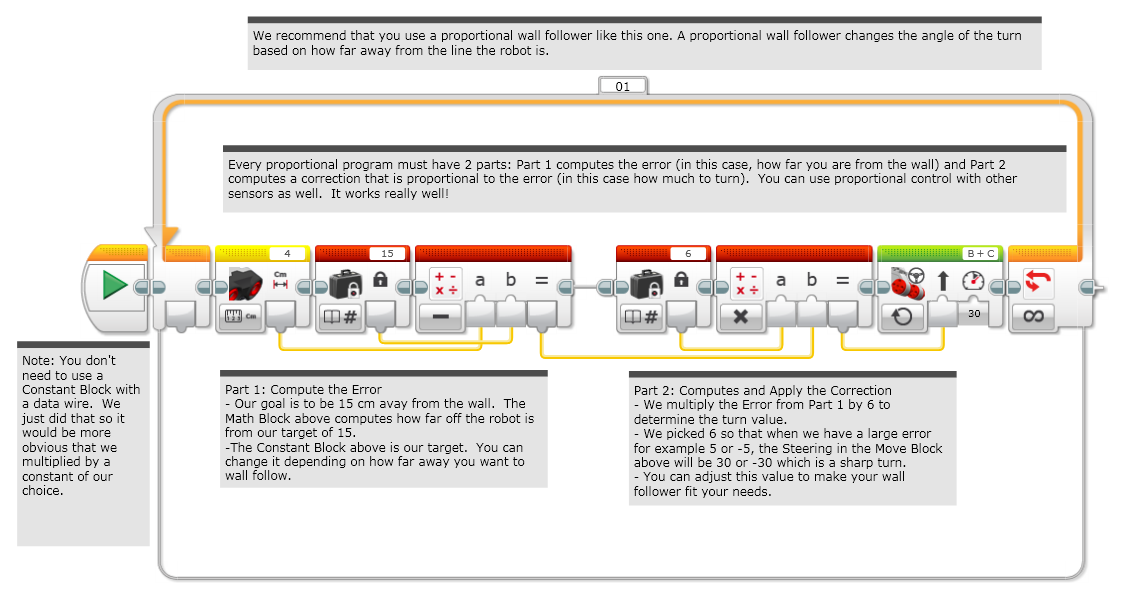 We recommend that you use a proportional wall follower like this one. A proportional wall follower changes the angle of the turn
based on how far away from the line the robot is.
01
Every proportional program must have 2 parts: Part 1 computes the error (in this case, how far you are from the wall) and Part 2
computes a correction that is proportional to the error (in this case how much to turn).  You can use proportional control with other
sensors as well.  It works really well!
4
15
6
B + C
Cm
a b =
a b =
Cm
#
#
30
Note: You don't
need to use a
Constant Block with
a data wire.  We
just did that so it
would be more
obvious that we
multiplied by a
constant of our
choice.
Part 1: Compute the Error
- Our goal is to be 15 cm avay from the wall.  The
Math Block above computes how far off the robot is
from our target of 15.
-The Constant Block above is our target.  You can
change it depending on how far away you want to
wall follow.
Part 2: Computes and Apply the Correction
- We multiply the Error from Part 1 by 6 to
determine the turn value.
- We picked 6 so that when we have a large error
for example 5 or -5, the Steering in the Move Block
above will be 30 or -30 which is a sharp turn.
- You can adjust this value to make your wall
follower fit your needs.